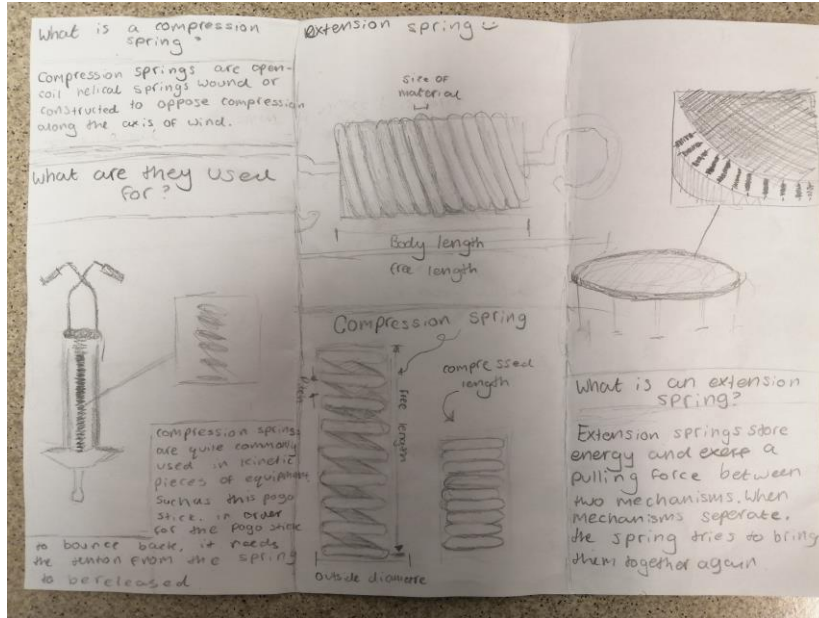 What is a compression
spring?
Compression springs are open-
coil helical springs wound or
constructed to oppose compression
along the axis of wind.
What are they used
for?
compression springs
are quite commonly
used in kinetic
pieces of equipment,
Such as this pogo
stick. in order
for the pogo stick
to bounce back, it needs
the tention from the spring
to be released
extension spring
size of
material
Body length
free length
Compression spring
Pitch
free length
compressed
length
outside diametre
What is an extension
spring?
Extension springs store
energy and exere a
pulling force between
two mechanisms. When
mechanisms seperate.
the spring tries to bring
them together again